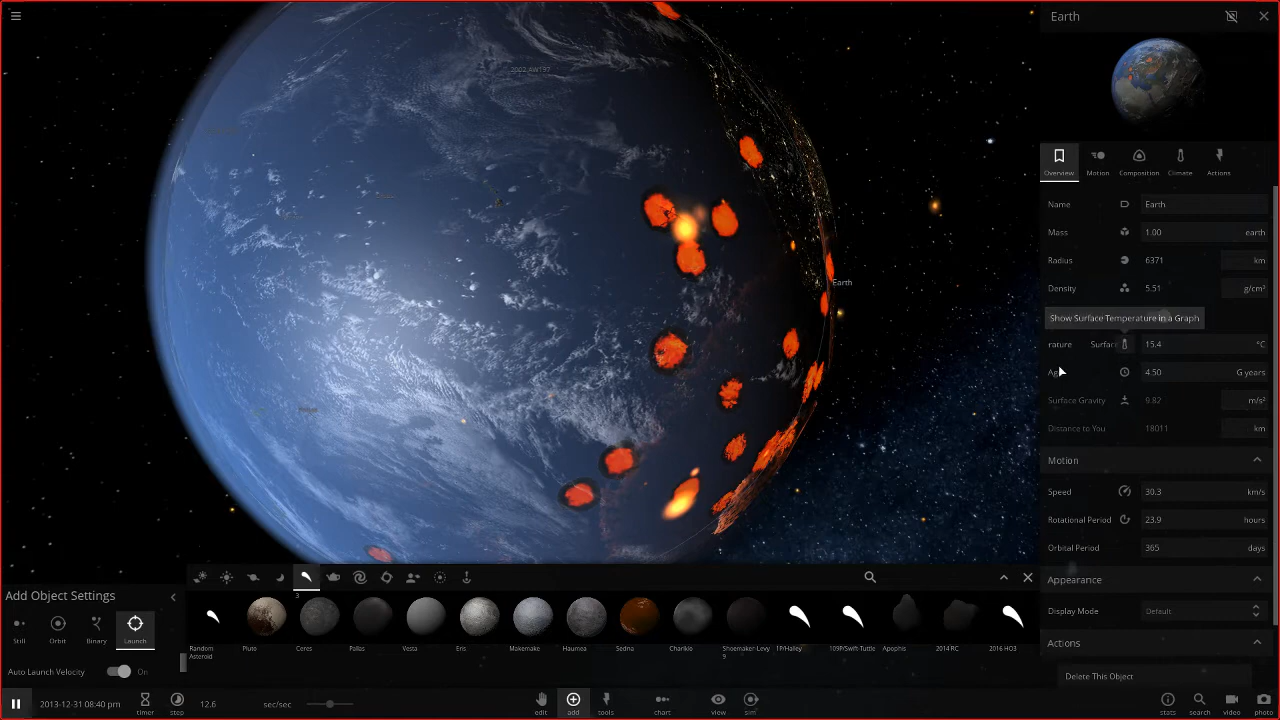 Earth
2002 AW197
Earth
Overview
Motion
Composition
Climate
Actions
Name
Earth
Mass
1.00
earth
Radius
6371
km
Density
5.51
g/cm³
Show Surface Temperature in a Graph
rature
Surface
15.4
°C
Age
4.50
G years
Surface Gravity
9.82
m/s²
Distance to You
18011
km
Motion
Speed
30.3
km/s
Rotational Period
23.9
hours
Orbital Period
365
days
Appearance
Display Mode
Default
Actions
Delete This Object
Add Object Settings
Still
Orbit
Binary
Launch
Auto Launch Velocity
On
3
Random
Asteroid
Pluto
Ceres
Pallas
Vesta
Eris
Makemake
Haumea
Sedna
Chariklo
Shoemaker-Levy
9
1P/Halley
109P/Swift-Tuttle
Apophis
2014 RC
2016 HO3
2013-12-31 08:40 pm
timer
step
12.6
sec/sec
edit
add
tools
chart
view
sim
stats
search
video
photo